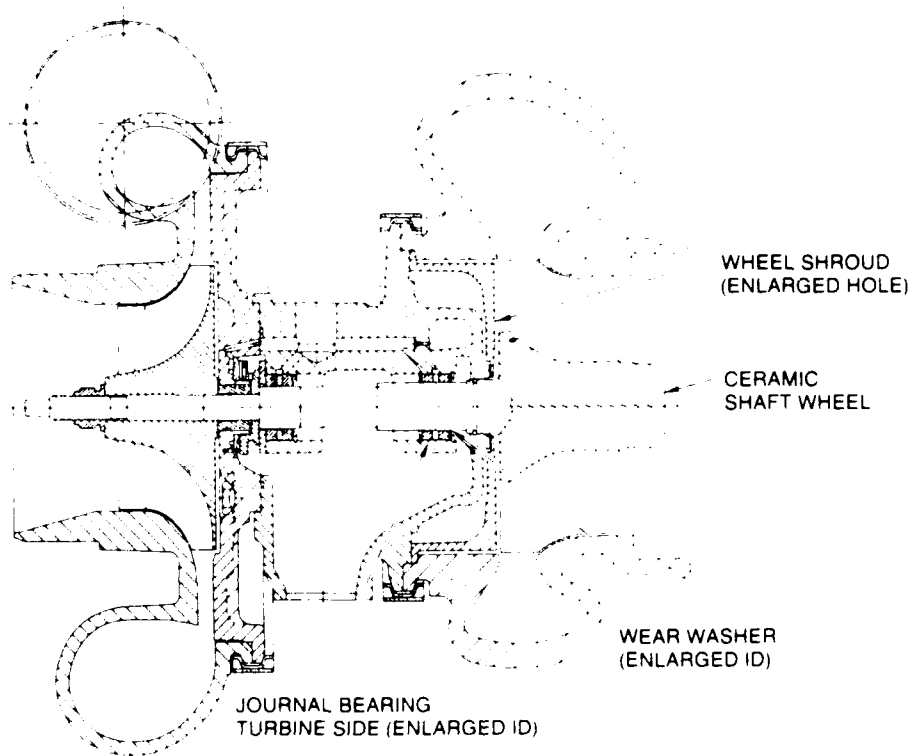 WHEEL SHROUD
(ENLARGED HOLE)
CERAMIC
SHAFT WHEEL
WEAR WASHER
(ENLARGED ID)
JOURNAL BEARING
TURBINE SIDE (ENLARGED ID)